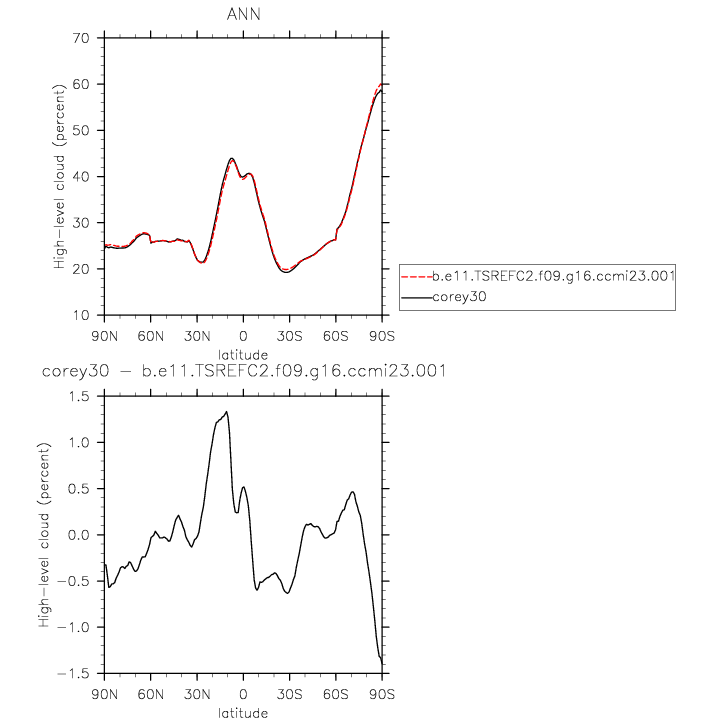 ANN
70
60
50
40
30
20
10
High-level cloud (percent)
90N 60N 30N 0 30S 60S 90S
latitude
b.e11.TSREFC2.f09.g16.ccmi23.001
corey30
corey30 - b.e11.TSREFC2.f09.g16.ccmi23.001
1.5
1.0
0.5
0.0
-0.5
-1.0
-1.5
High-level cloud (percent)
90N 60N 30N 0 30S 60S 90S
latitude